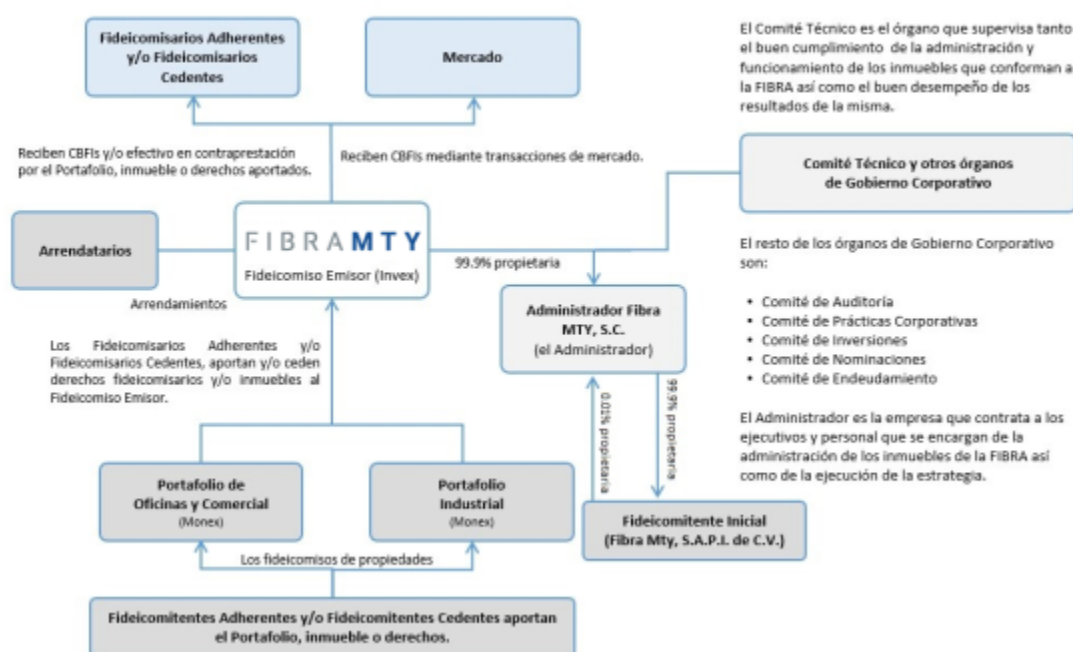 Fideicomisarios Adherentes
y/o Fideicomisarios
Cedentes
Mercado
El Comité Técnico es el órgano que supervisa tanto
el buen cumplimiento de la administración y
funcionamiento de los inmuebles que conforman a
la FIBRA así como el buen desempeño de los
resultados de la misma.
Reciben CBFIs y/o efectivo en contraprestación
por el Portafolio, inmueble o derechos aportados.
Reciben CBFIs mediante transacciones de mercado.
Comité Técnico y otros órganos
de Gobierno Corporativo
Arrendatarios
FIBRAMTY
Fideicomiso Emisor (Invex)
99.9% propietaria
Arrendamientos
El resto de los órganos de Gobierno Corporativo
son:
• Comité de Auditoría
• Comité de Prácticas Corporativas
• Comité de Inversiones
• Comité de Nominaciones
• Comité de Endeudamiento
Administrador Fibra
MTY, S.C.
(el Administrador)
Los Fideicomisarios Adherentes y/o
Fideicomisarios Cedentes, aportan y/o ceden
derechos fideicomisarios y/o inmuebles al
Fideicomiso Emisor.
0.01% propietaria
99.9% propietaria
El Administrador es la empresa que contrata a los
ejecutivos y personal que se encargan de la
administración de los inmuebles de la FIBRA así
como de la ejecución de la estrategia.
Portafolio de
Oficinas y Comercial
(Monex)
Portafolio
Industrial
(Monex)
Fideicomitente Inicial
(Fibra Mty, S.A.P.I. de C.V.)
Los fideicomisos de propiedades
Fideicomitentes Adherentes y/o Fideicomitentes Cedentes aportan
el Portafolio, inmueble o derechos.